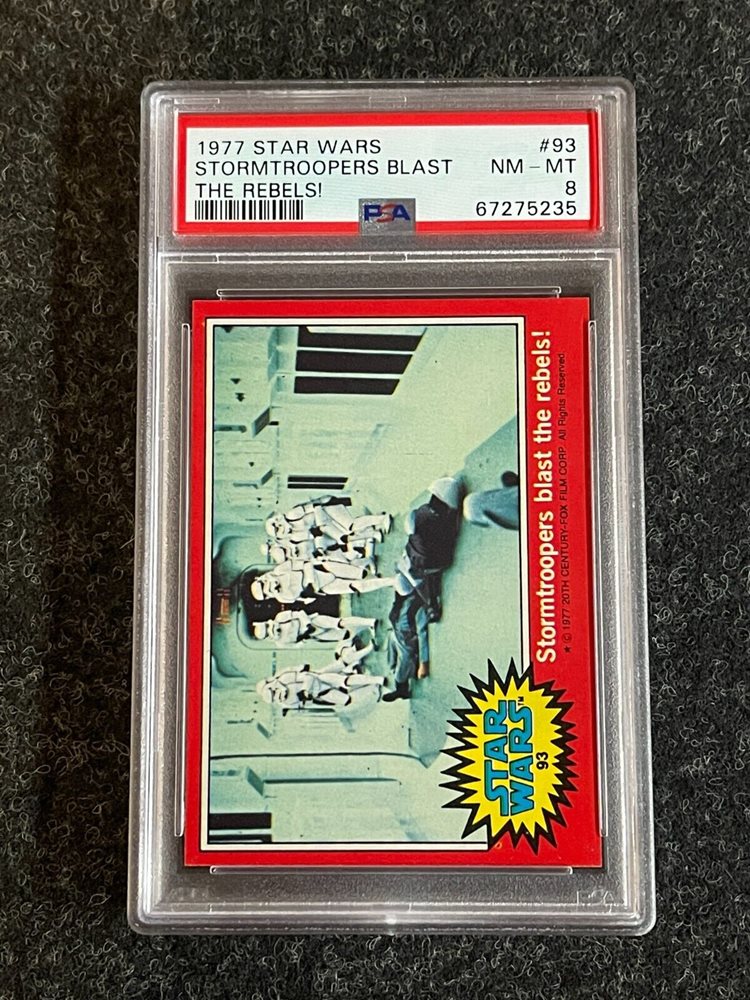 1977 STAR WARS #93
STORMTROOPERS BLAST NM - MT
THE REBELS! 8
PSA 67275235
Stormtroopers blast the rebels!
★ © 1977 20TH CENTURY-FOX FILM CORP. All Rights Reserved
STAR
WARS™
93